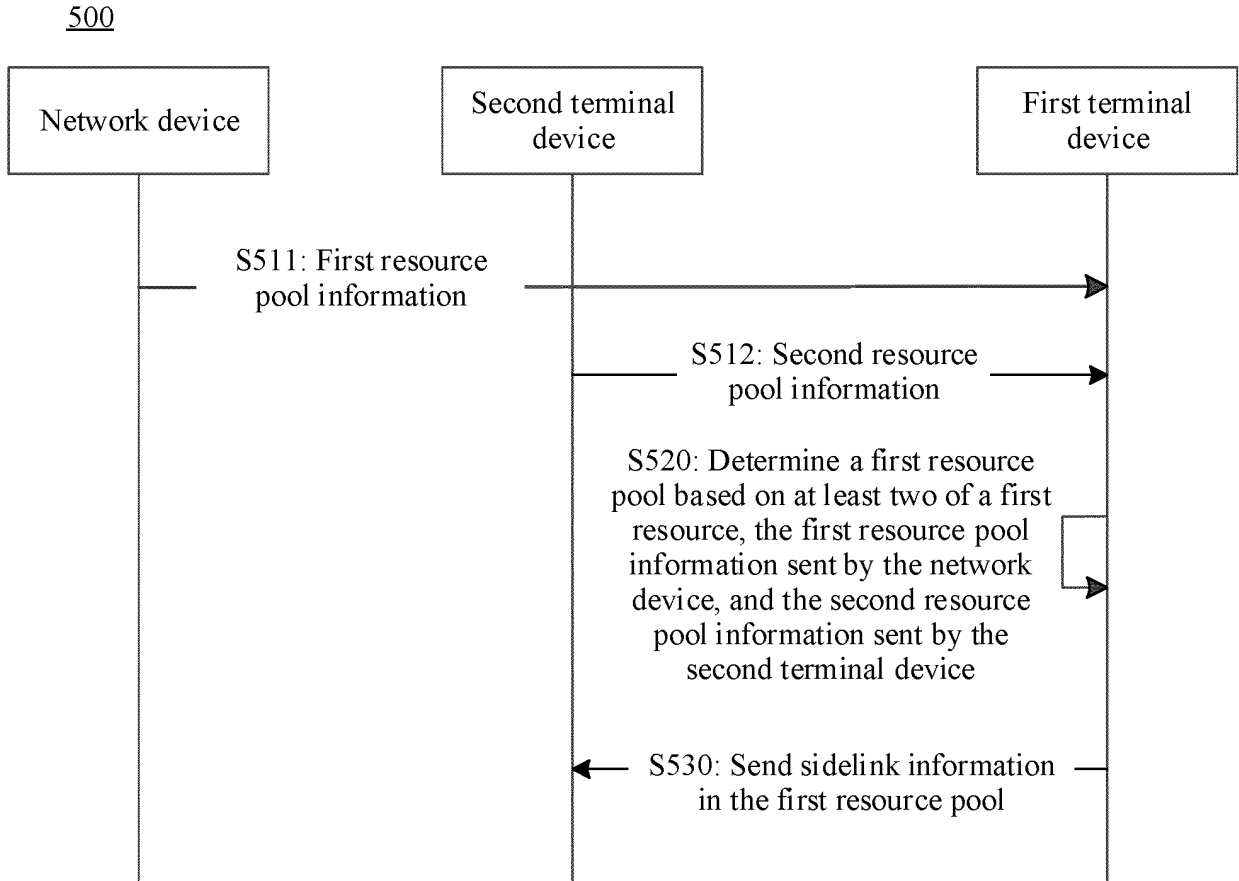 500
Network device
Second terminal
device
First terminal
device
S511: First resource
pool information
S512: Second resource
pool information
S520: Determine a first resource
pool based on at least two of a first
resource, the first resource pool
information sent by the network
device, and the second resource
pool information sent by the
second terminal device
S530: Send sidelink information
in the first resource pool